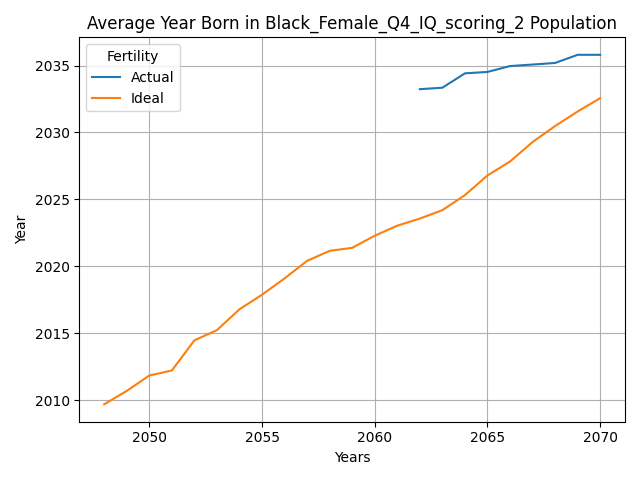 Average Year Born in Black_Female_Q4_IQ_scoring_2 Population
Fertility
Actual
Ideal
Year
2035
2030
2025
2020
2015
2010
2050 2055 2060 2065 2070
Years